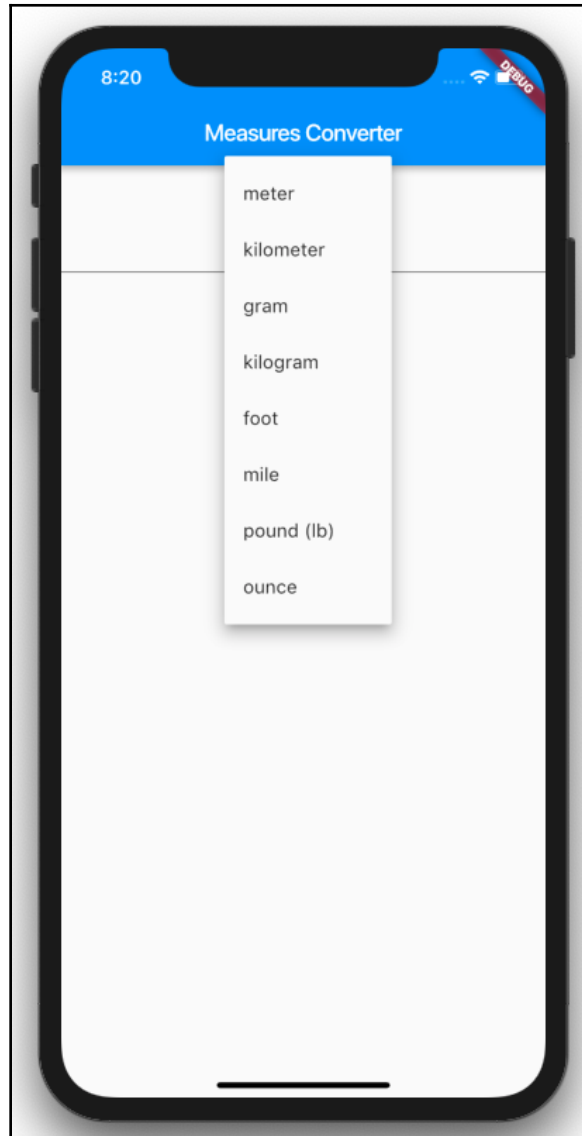 8:20
DEBUG
Measures Converter
meter
kilometer
gram
kilogram
foot
mile
pound (lb)
ounce